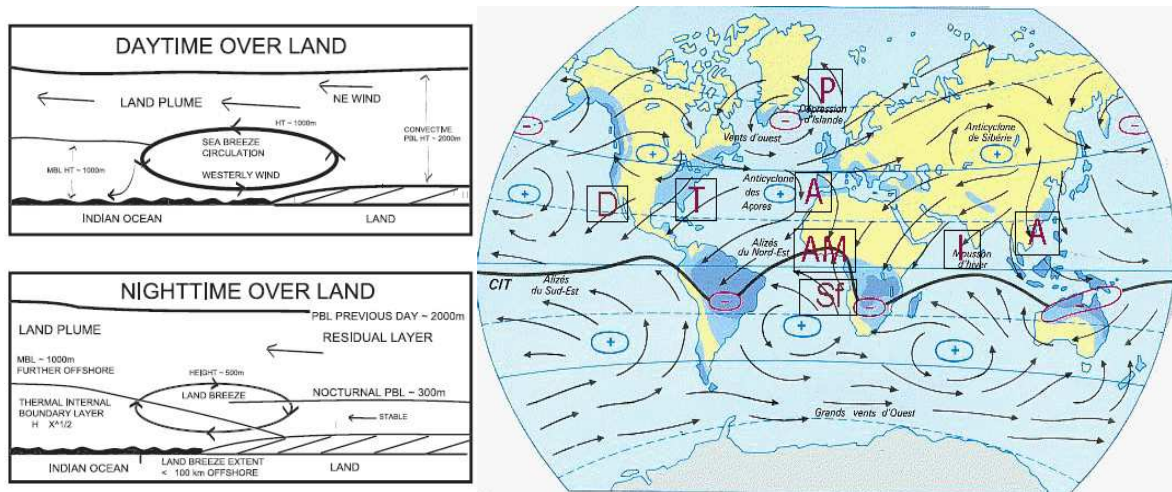 DAYTIME OVER LAND
NE WIND
LAND PLUME
HT ~ 1000m
CONVECTIVE
PBL HT ~ 2000m
SEA BREEZE
CIRCULATION
MBL HT ~ 1000m
WESTERLY WIND
INDIAN OCEAN
LAND
NIGHTTIME OVER LAND
PBL PREVIOUS DAY ~ 2000m
LAND PLUME
RESIDUAL LAYER
MBL ~ 1000m
FURTHER OFFSHORE
HEIGHT ~ 500m
LAND BREEZE
NOCTURNAL PBL ~ 300m
THERMAL INTERNAL
BOUNDARY LAYER
H X^1/2
STABLE
INDIAN OCEAN
LAND BREEZE EXTENT
< 100 km OFFSHORE
LAND
P
Dépression
d'Islande
Vents d'ouest
Anticyclone
de Sibérie
D
T
Anticyclone
des
Açores
A
AM
I
A
Alizés
du Nord-Est
Mousson
d'hiver
CIT
Alizés
du Sud-Est
Sf
Grands vents d'Ouest